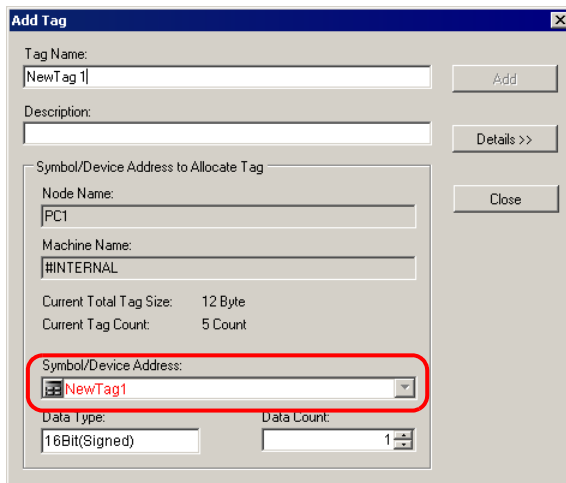 Add Tag
Tag Name:
NewTag 1
Add
Description:
Details >>
Symbol/Device Address to Allocate Tag
Node Name:
PC1
Close
Machine Name:
#INTERNAL
Current Total Tag Size: 12 Byte
Current Tag Count: 5 Count
Symbol/Device Address:
NewTag1
Data Type: Data Count:
16Bit(Signed) 1